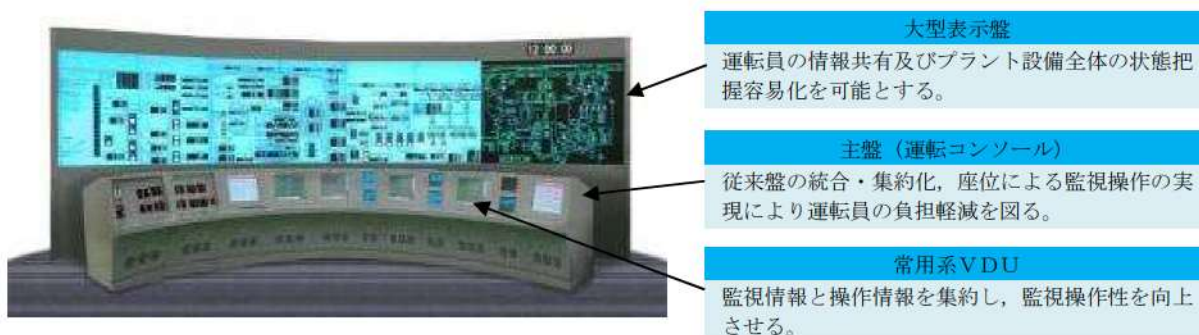 12:00:00
大型表示盤
運転員の情報共有及びプラント設備全体の状態把
握容易化を可能とする。
主盤（運転コンソール）
従来盤の統合・集約化，座位による監視操作の実
現により運転員の負担軽減を図る。
常用系ＶＤＵ
監視情報と操作情報を集約し，監視操作性を向上
させる。